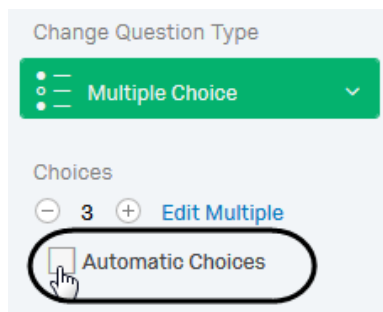 Change Question Type
Multiple Choice
Choices
3 Edit Multiple
Automatic Choices